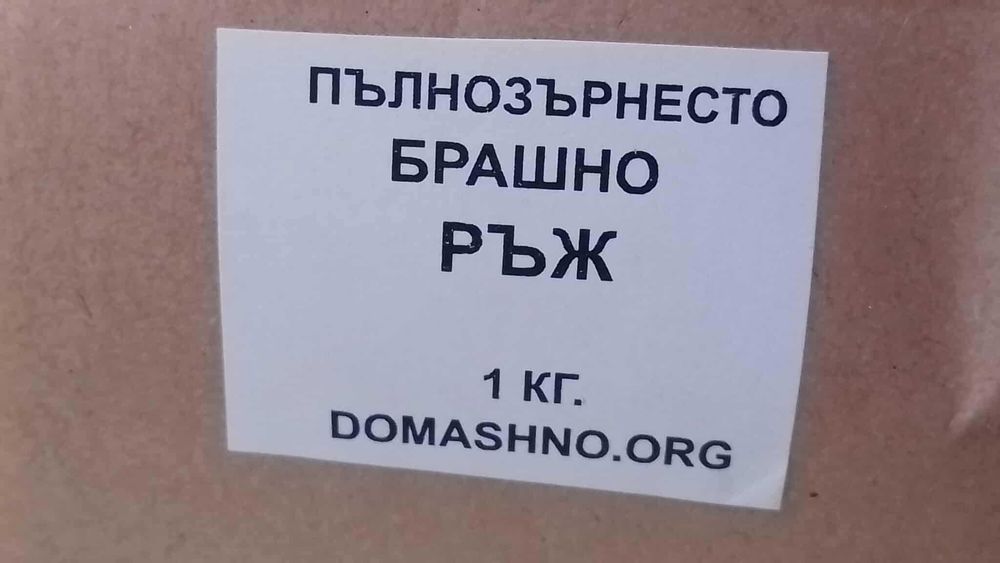 ПЪЛНОЗЪРНЕСТО
БРАШНО
РЪЖ
1 КГ.
DOMASHNO.ORG